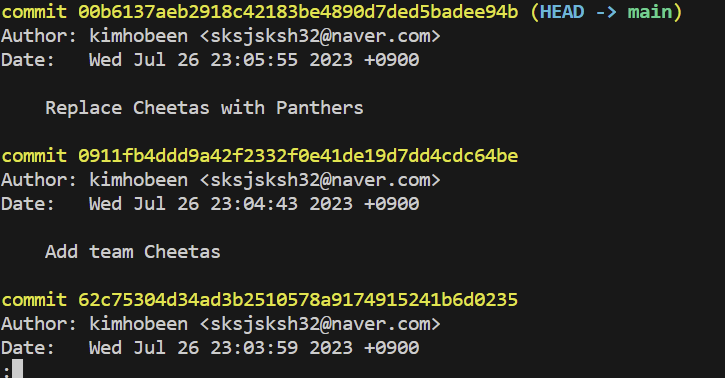 commit 00b6137aeb2918c42183be4890d7ded5badee94b (HEAD -> main)
Author: kimhobeen <sksjsksh32@naver.com>
Date:   Wed Jul 26 23:05:55 2023 +0900
    Replace Cheetas with Panthers
commit 0911fb4ddd9a42f2332f0e41de19d7dd4cdc64be
Author: kimhobeen <sksjsksh32@naver.com>
Date:   Wed Jul 26 23:04:43 2023 +0900
    Add team Cheetas
commit 62c75304d34ad3b2510578a9174915241b6d0235
Author: kimhobeen <sksjsksh32@naver.com>
Date:   Wed Jul 26 23:03:59 2023 +0900
: